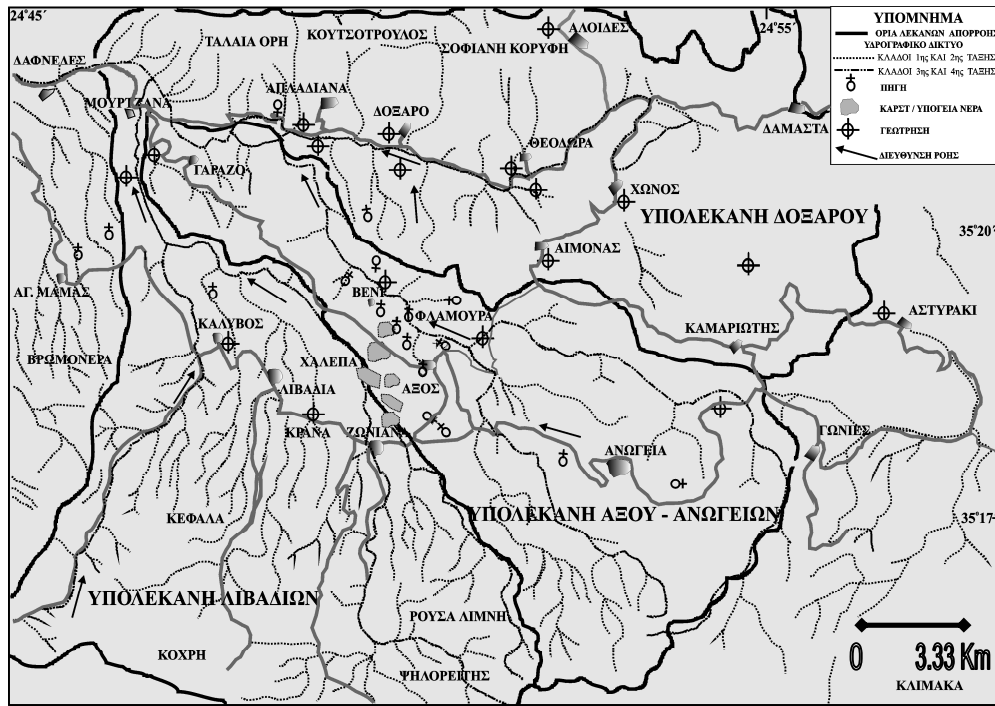 24°45´
24°55´
ΥΠΟΜΝΗΜΑ
ΟΡΙΑ ΛΕΚΑΝΩΝ ΑΠΟΡΡΟΗΣ
ΥΔΡΟΓΡΑΦΙΚΟ ΔΙΚΤΥΟ
ΚΛΑΔΟΙ 1ης ΚΑΙ 2ης ΤΑΞΗΣ
ΚΛΑΔΟΙ 3ης ΚΑΙ 4ης ΤΑΞΗΣ
ΠΗΓΗ
ΚΑΡΣΤ / ΥΠΟΓΕΙΑ ΝΕΡΑ
ΓΕΩΤΡΗΣΗ
ΔΙΕΥΘΥΝΣΗ ΡΟΗΣ
ΑΛΟΙΔΕΣ
ΚΟΥΤΣΟΤΡΟΥΛΟΣ
ΤΑΛΑΙΑ ΟΡΗ
ΣΟΦΙΑΝΗ ΚΟΡΥΦΗ
ΔΑΦΝΕΔΕΣ
ΑΠΛΑΔΙΑΝΑ
ΜΟΥΡΤΖΑΝΑ
ΔΟΞΑΡΟ
ΔΑΜΑΣΤΑ
ΘΕΟΔΩΡΑ
ΓΑΡΑΖΟ
ΧΩΝΟΣ
ΥΠΟΛΕΚΑΝΗ ΔΟΞΑΡΟΥ
35°20´
ΑΙΜΟΝΑΣ
ΑΓ. ΜΑΜΑΣ
ΒΕΝΙ
ΦΛΑΜΟΥΡΑ
ΑΣΤΥΡΑΚΙ
ΚΑΛΥΒΟΣ
ΚΑΜΑΡΙΩΤΗΣ
ΒΡΩΜΟΝΕΡΑ
ΧΑΛΕΠΑ
ΛΙΒΑΔΙΑ
ΑΞΟΣ
ΚΡΑΝΑ
ΖΩΝΙΑΝΑ
ΓΩΝΙΕΣ
ΑΝΩΓΕΙΑ
ΥΠΟΛΕΚΑΝΗ ΑΞΟΥ - ΑΝΩΓΕΙΩΝ
ΚΕΦΑΛΑ
35°17´
ΥΠΟΛΕΚΑΝΗ ΛΙΒΑΔΙΩΝ
ΡΟΥΣΑ ΛΙΜΝΗ
ΚΟΧΡΗ
ΨΗΛΟΡΕΙΤΗΣ
0 3.33 Km
ΚΛΙΜΑΚΑ